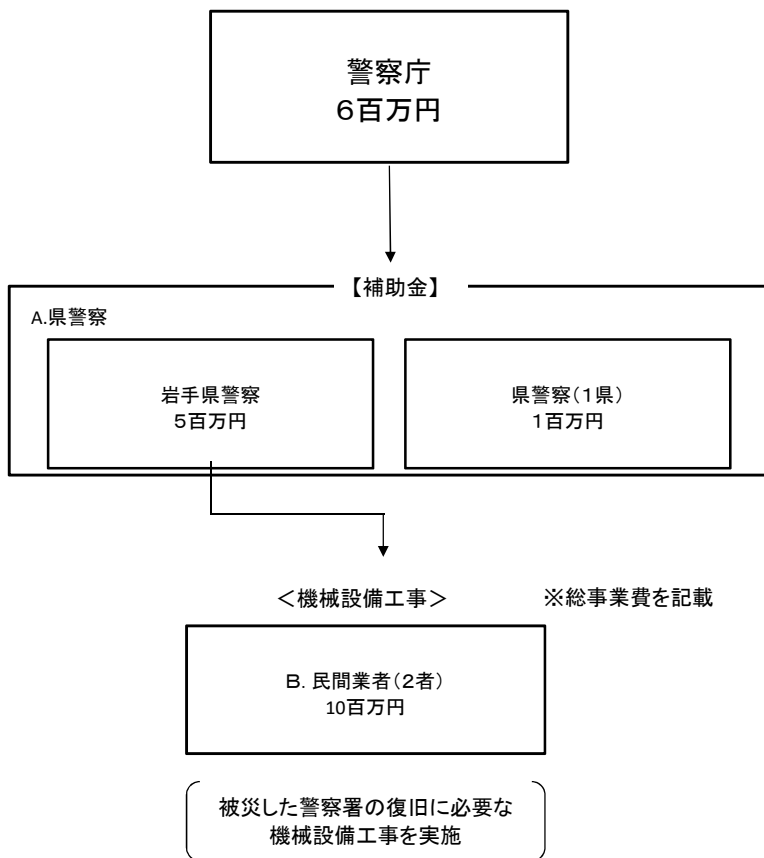 警察庁
6百万円
【補助金】
A.県警察
岩手県警察
5百万円
県警察(1県)
1百万円
<機械設備工事>
※総事業費を記載
B. 民間業者(2者)
10百万円
被災した警察署の復旧に必要な
機械設備工事を実施